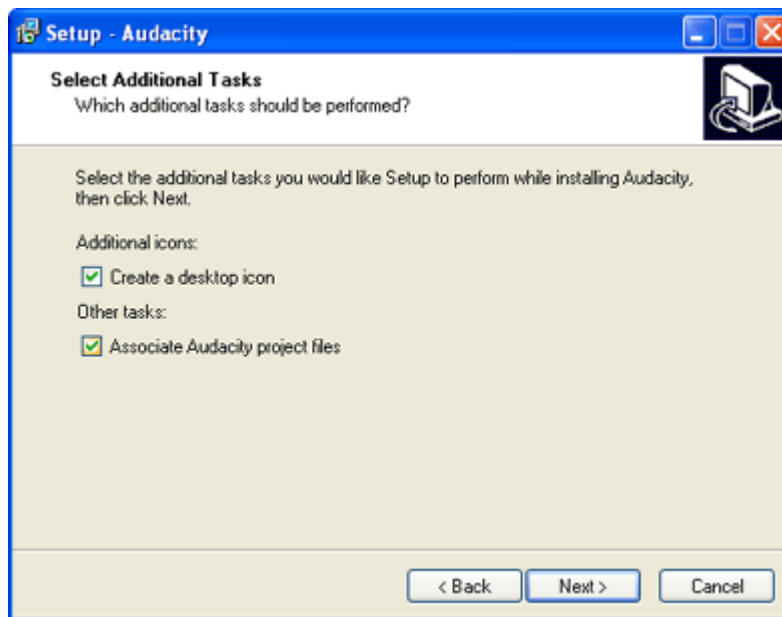 Setup - Audacity
Select Additional Tasks
Which additional tasks should be performed?
Select the additional tasks you would like Setup to perform while installing Audacity,
then click Next.
Additional icons:
Create a desktop icon
Other tasks:
Associate Audacity project files
< Back Next > Cancel